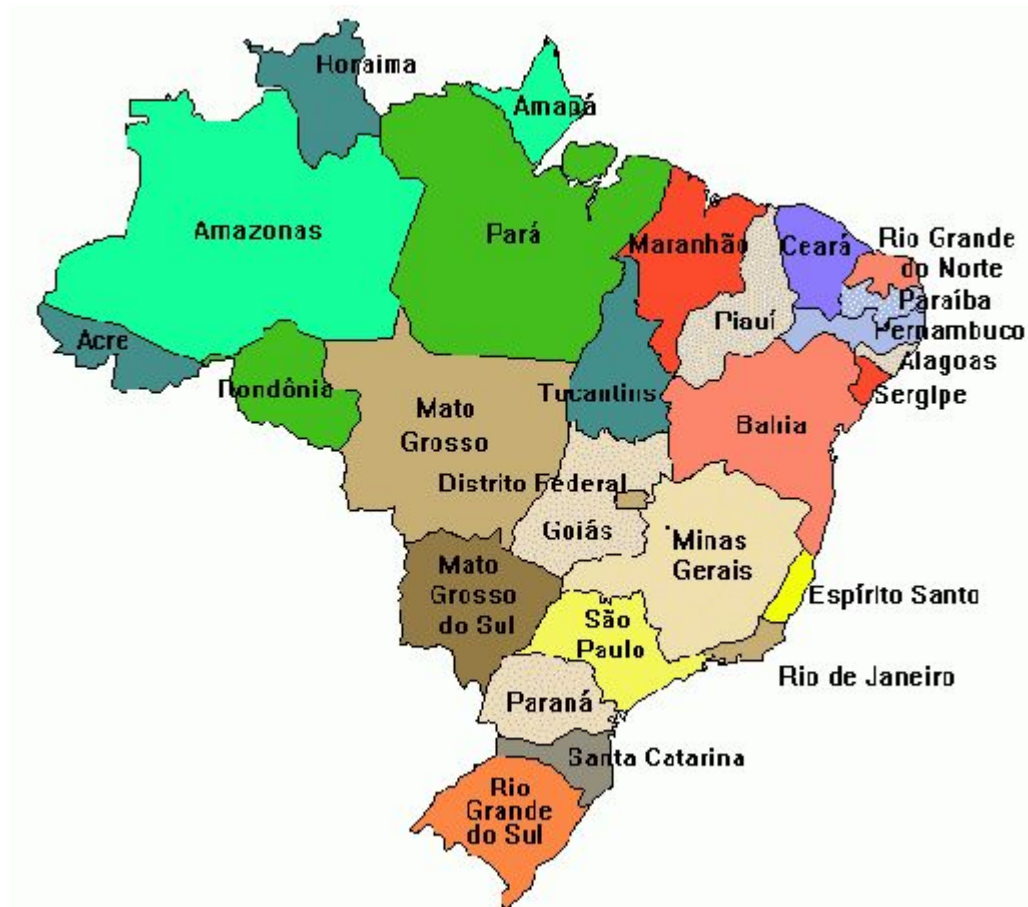 Horaima
Amapá
Amazonas
Pará
Maranhão
Ceará
Rio Grande
do Norte
Paraíba
Piauí
Pernambuco
Alagoas
Acre
Rondônia
Tucantins
Sergipe
Mato
Grosso
Bahia
Distrito Federal
Goiás
Minas
Gerais
Mato
Grosso
do Sul
Espírito Santo
São
Paulo
Rio de Janeiro
Paraná
Santa Catarina
Rio
Grande
do Sul